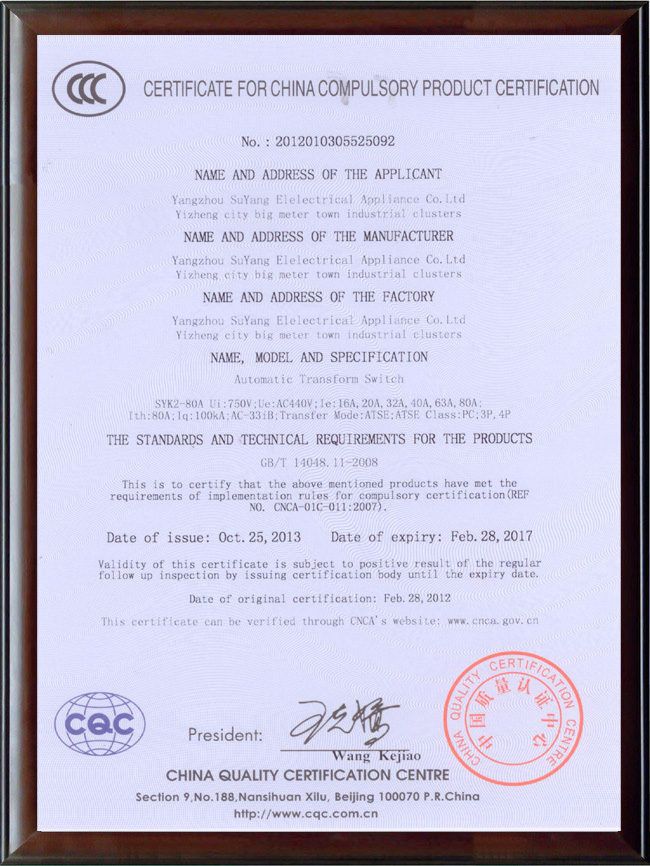 CCC
CERTIFICATE FOR CHINA COMPULSORY PRODUCT CERTIFICATION
No. : 2012010305525092
NAME AND ADDRESS OF THE APPLICANT
Yangzhou SuYang Elelectrical Appliance Co.Ltd
Yizheng city big meter town industrial clusters
NAME AND ADDRESS OF THE MANUFACTURER
Yangzhou SuYang Elelectrical Appliance Co.Ltd
Yizheng city big meter town industrial clusters
NAME AND ADDRESS OF THE FACTORY
Yangzhou SuYang Elelectrical Appliance Co.Ltd
Yizheng city big meter town industrial clusters
NAME, MODEL AND SPECIFICATION
Automatic Transform Switch
SYK2-80A Ui:750V;Ue:AC440V;Ie:16A,20A,32A,40A,63A,80A;
Ith:80A;Iq:100kA;AC-33iB;Transfer Mode:ATSE;ATSE Class:PC;3P,4P
THE STANDARDS AND TECHNICAL REQUIREMENTS FOR THE PRODUCTS
GB/T 14048.11-2008
This is to certify that the above mentioned products have met the
requirements of implementation rules for compulsory certification(REF
NO. CNCA-01C-011:2007).
Date of issue: Oct.25,2013 Date of expiry: Feb.28,2017
Validity of this certificate is subject to positive result of the regular
follow up inspection by issuing certification body until the expiry date.
Date of original certification: Feb.28,2012
This certificate can be verified through CNCA's website: www.cnca.gov.cn
CQC
President:
王克娇
Wang Kejiao
CHINA QUALITY CERTIFICATION CENTRE
中国质量认证中心
CHINA QUALITY CERTIFICATION CENTRE
Section 9,No.188,Nansihuan Xilu, Beijing 100070 P.R.China
http://www.cqc.com.cn